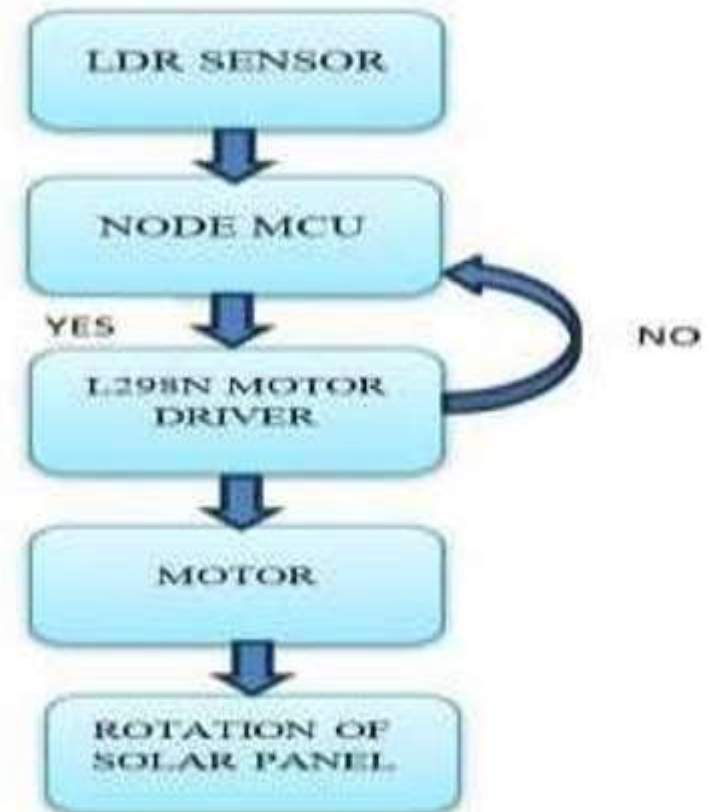 LDR SENSOR
NODE MCU
YES
NO
L298N MOTOR
DRIVER
MOTOR
ROTATION OF
SOLAR PANEL